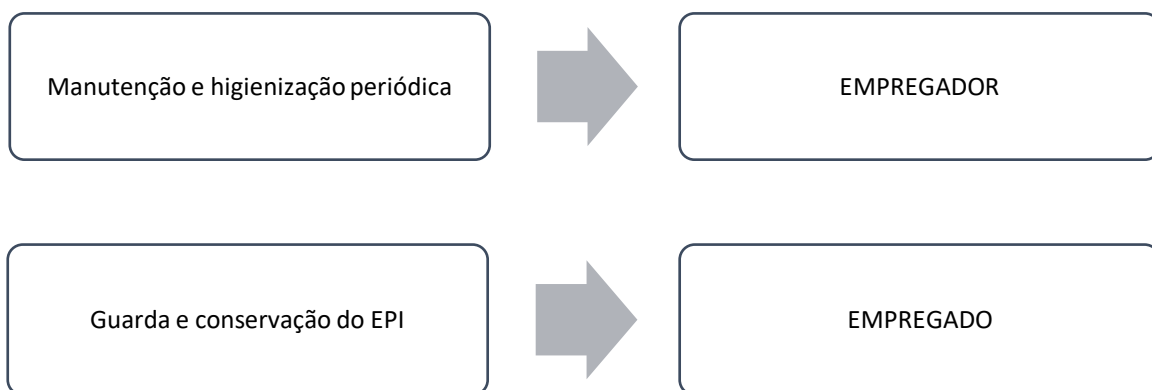 Manutenção e higienização periódica
EMPREGADOR
Guarda e conservação do EPI
EMPREGADO